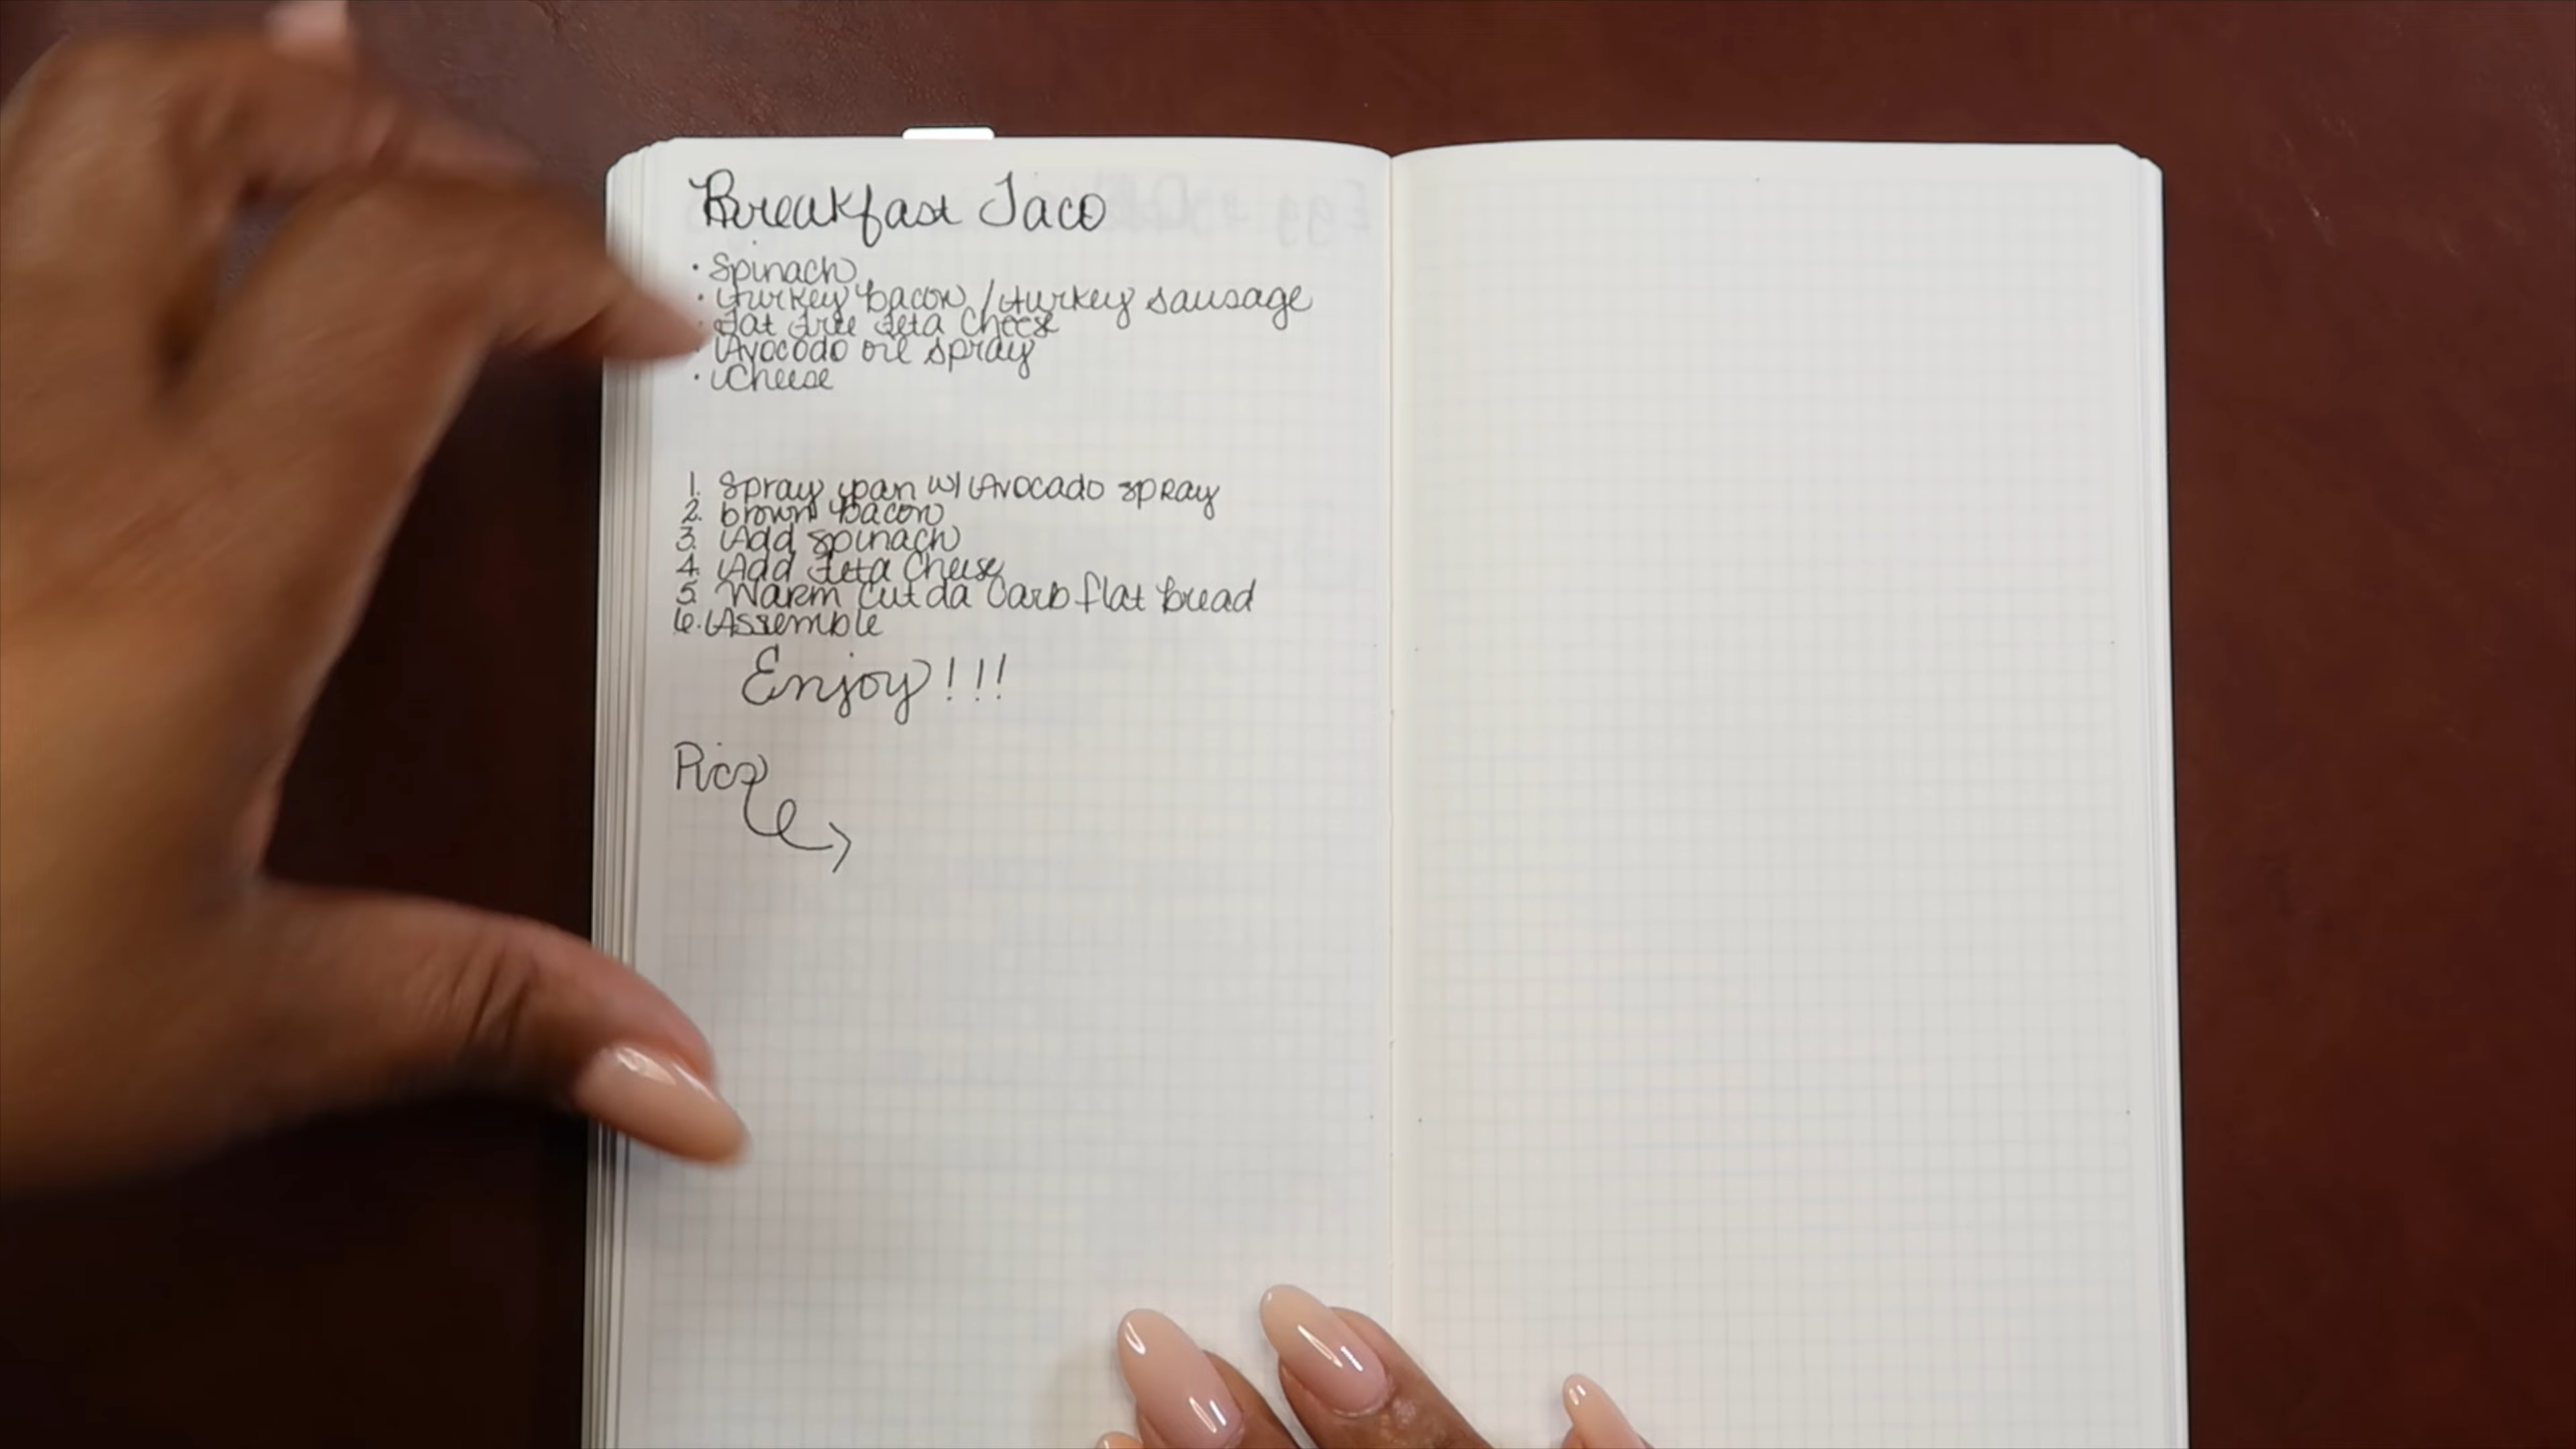 Breakfast Taco
• Spinach
• turkey bacon / turkey sausage
• Fat Free Feta Cheese
• Avocodo oil spray
• Cheese
1. Spray pan w/ Avocado spray
2. brown bacon
3. Add spinach
4. Add Feta Cheese
5. Warm Cut da Carb flat bread
6. Assemble
Enjoy!!!
Pics